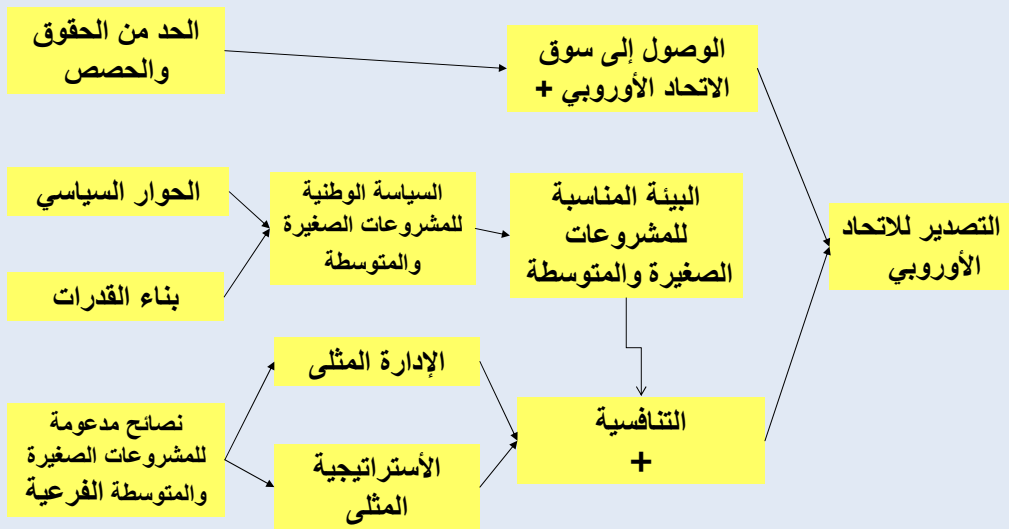 الحد من الحقوق
والحصص
الوصول إلى سوق
الاتحاد الأوروبي +
الحوار السياسي
السياسة الوطنية
للمشروعات الصغيرة
والمتوسطة
البيئة المناسبة
للمشروعات
الصغيرة والمتوسطة
التصدير للاتحاد
الأوروبي
بناء القدرات
الإدارة المثلى
نصائح مدعومة
للمشروعات الصغيرة
والمتوسطة الفرعية
الأستراتيجية
المثلى
التنافسية
+